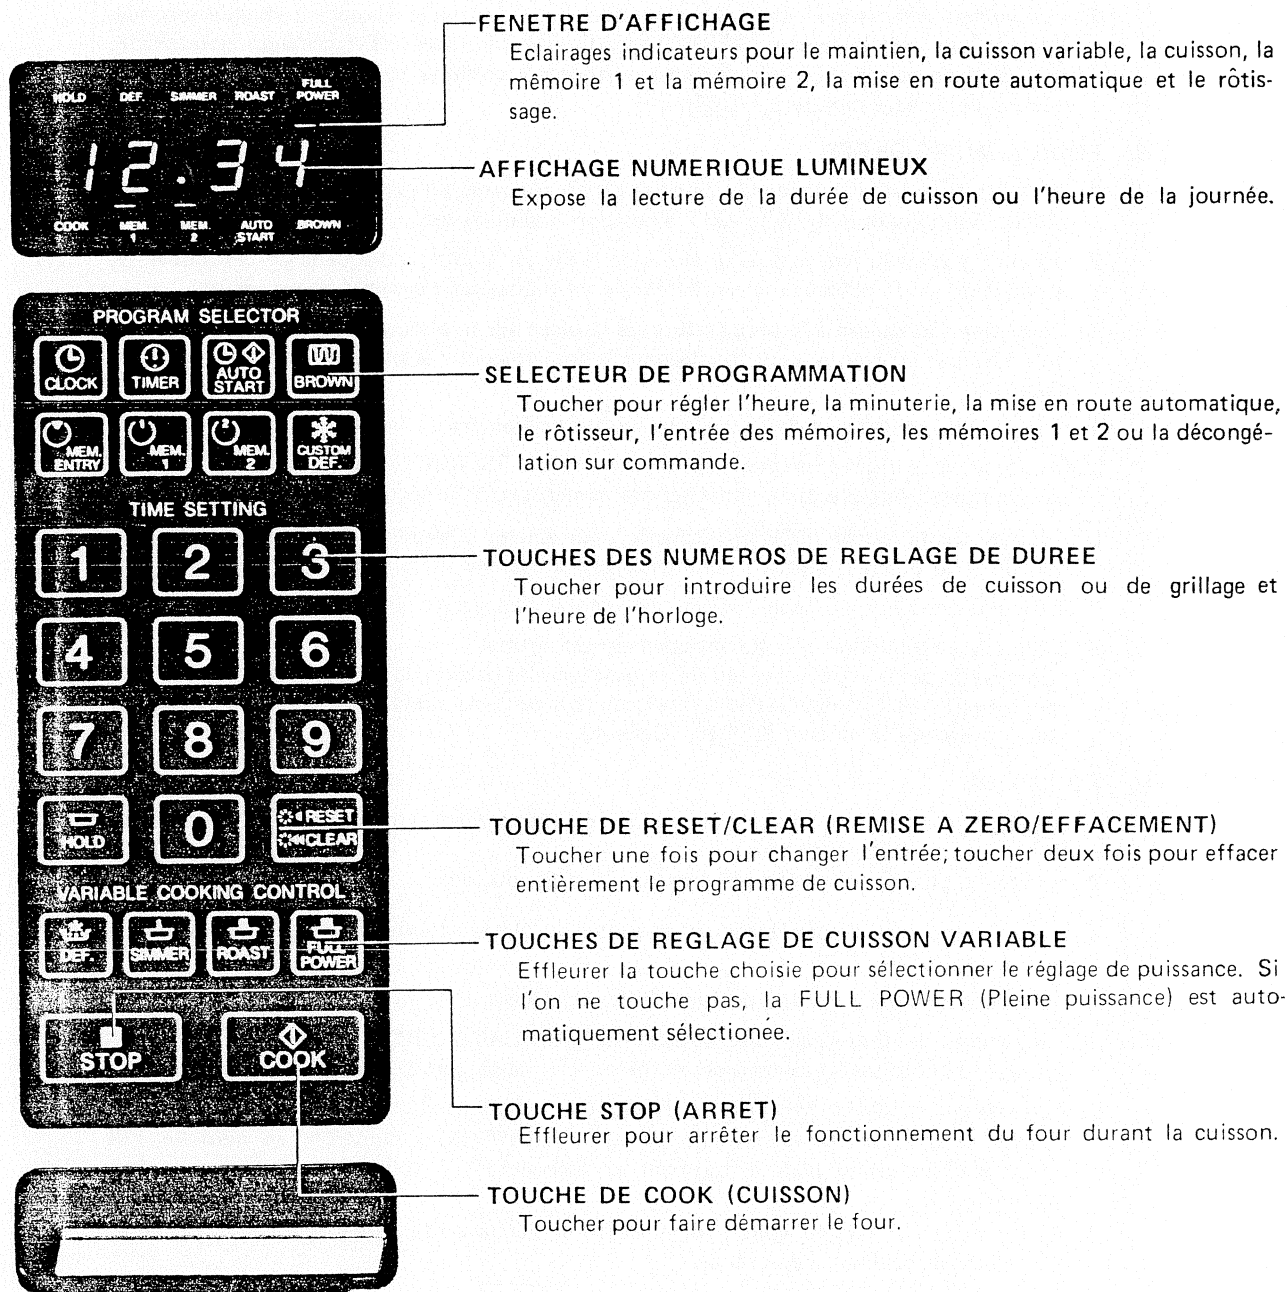 FENETRE D'AFFICHAGE
Eclairages indicateurs pour le maintien, la cuisson variable, la cuisson, la
mêmoire 1 et la mémoire 2, la mise en route automatique et le rôtis-
sage.
HOLD DEF. SIMMER ROAST FULL POWER
12.34
COOK MEM. 1 MEM. 2 AUTO START BROWN
AFFICHAGE NUMERIQUE LUMINEUX
Expose la lecture de la durée de cuisson ou l'heure de la journée.
PROGRAM SELECTOR
CLOCK TIMER AUTO START BROWN
MEM. ENTRY MEM. 1 MEM. 2 CUSTOM DEF.
SELECTEUR DE PROGRAMMATION
Toucher pour régler l'heure, la minuterie, la mise en route automatique,
le rôtisseur, l'entrée des mémoires, les mémoires 1 et 2 ou la décongé-
lation sur commande.
TIME SETTING
1 2 3
TOUCHES DES NUMEROS DE REGLAGE DE DUREE
Toucher pour introduire les durées de cuisson ou de grillage et
l'heure de l'horloge.
4 5 6
7 8 9
HOLD 0 RESET CLEAR
TOUCHE DE RESET/CLEAR (REMISE A ZERO/EFFACEMENT)
Toucher une fois pour changer l'entrée; toucher deux fois pour effacer
entièrement le programme de cuisson.
VARIABLE COOKING CONTROL
DEF. SIMMER ROAST FULL POWER
TOUCHES DE REGLAGE DE CUISSON VARIABLE
Effleurer la touche choisie pour sélectionner le réglage de puissance. Si
l'on ne touche pas, la FULL POWER (Pleine puissance) est auto-
matiquement sélectionée.
STOP COOK
TOUCHE STOP (ARRET)
Effleurer pour arrêter le fonctionnement du four durant la cuisson.
TOUCHE DE COOK (CUISSON)
Toucher pour faire démarrer le four.